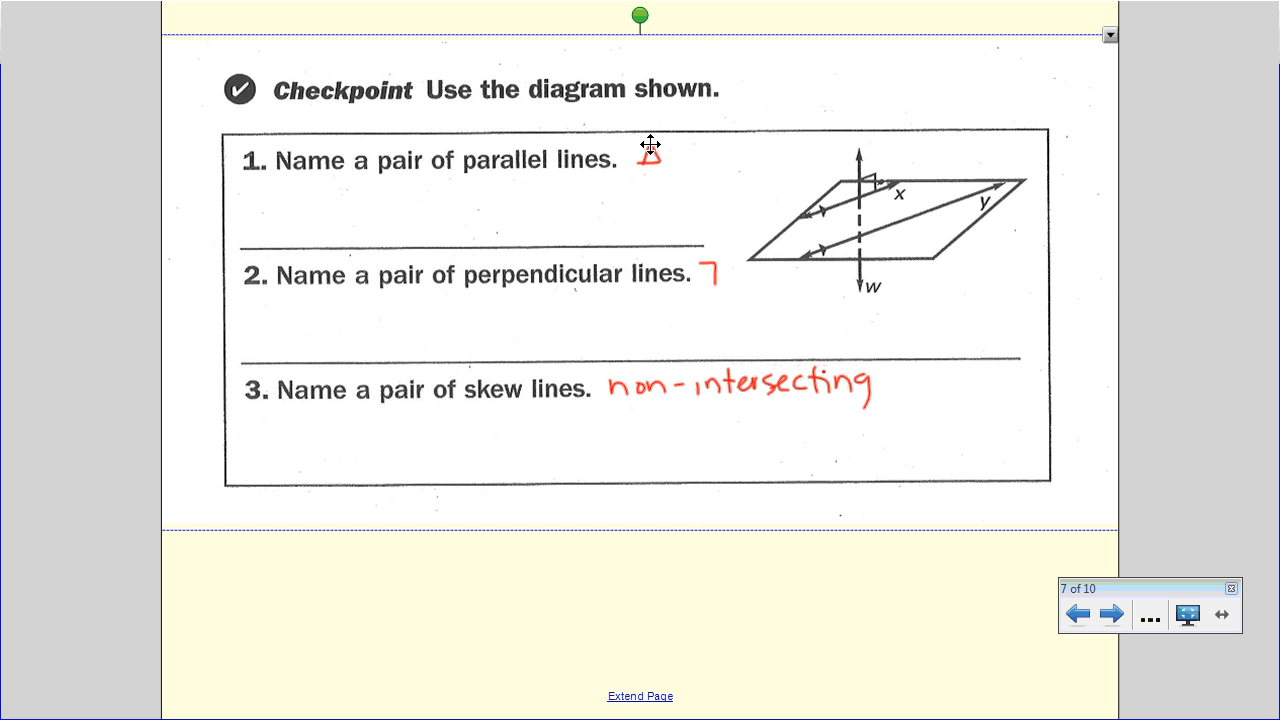 Checkpoint Use the diagram shown.
1. Name a pair of parallel lines.
x
y
2. Name a pair of perpendicular lines.
w
3. Name a pair of skew lines. non-intersecting
7 of 10
...
Extend Page